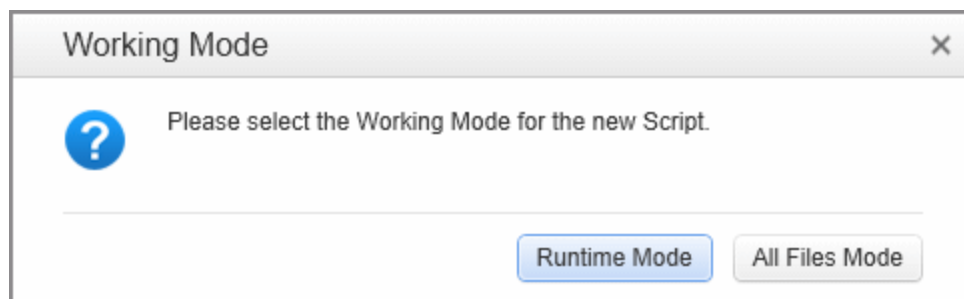 Working Mode
Please select the Working Mode for the new Script.
Runtime Mode All Files Mode